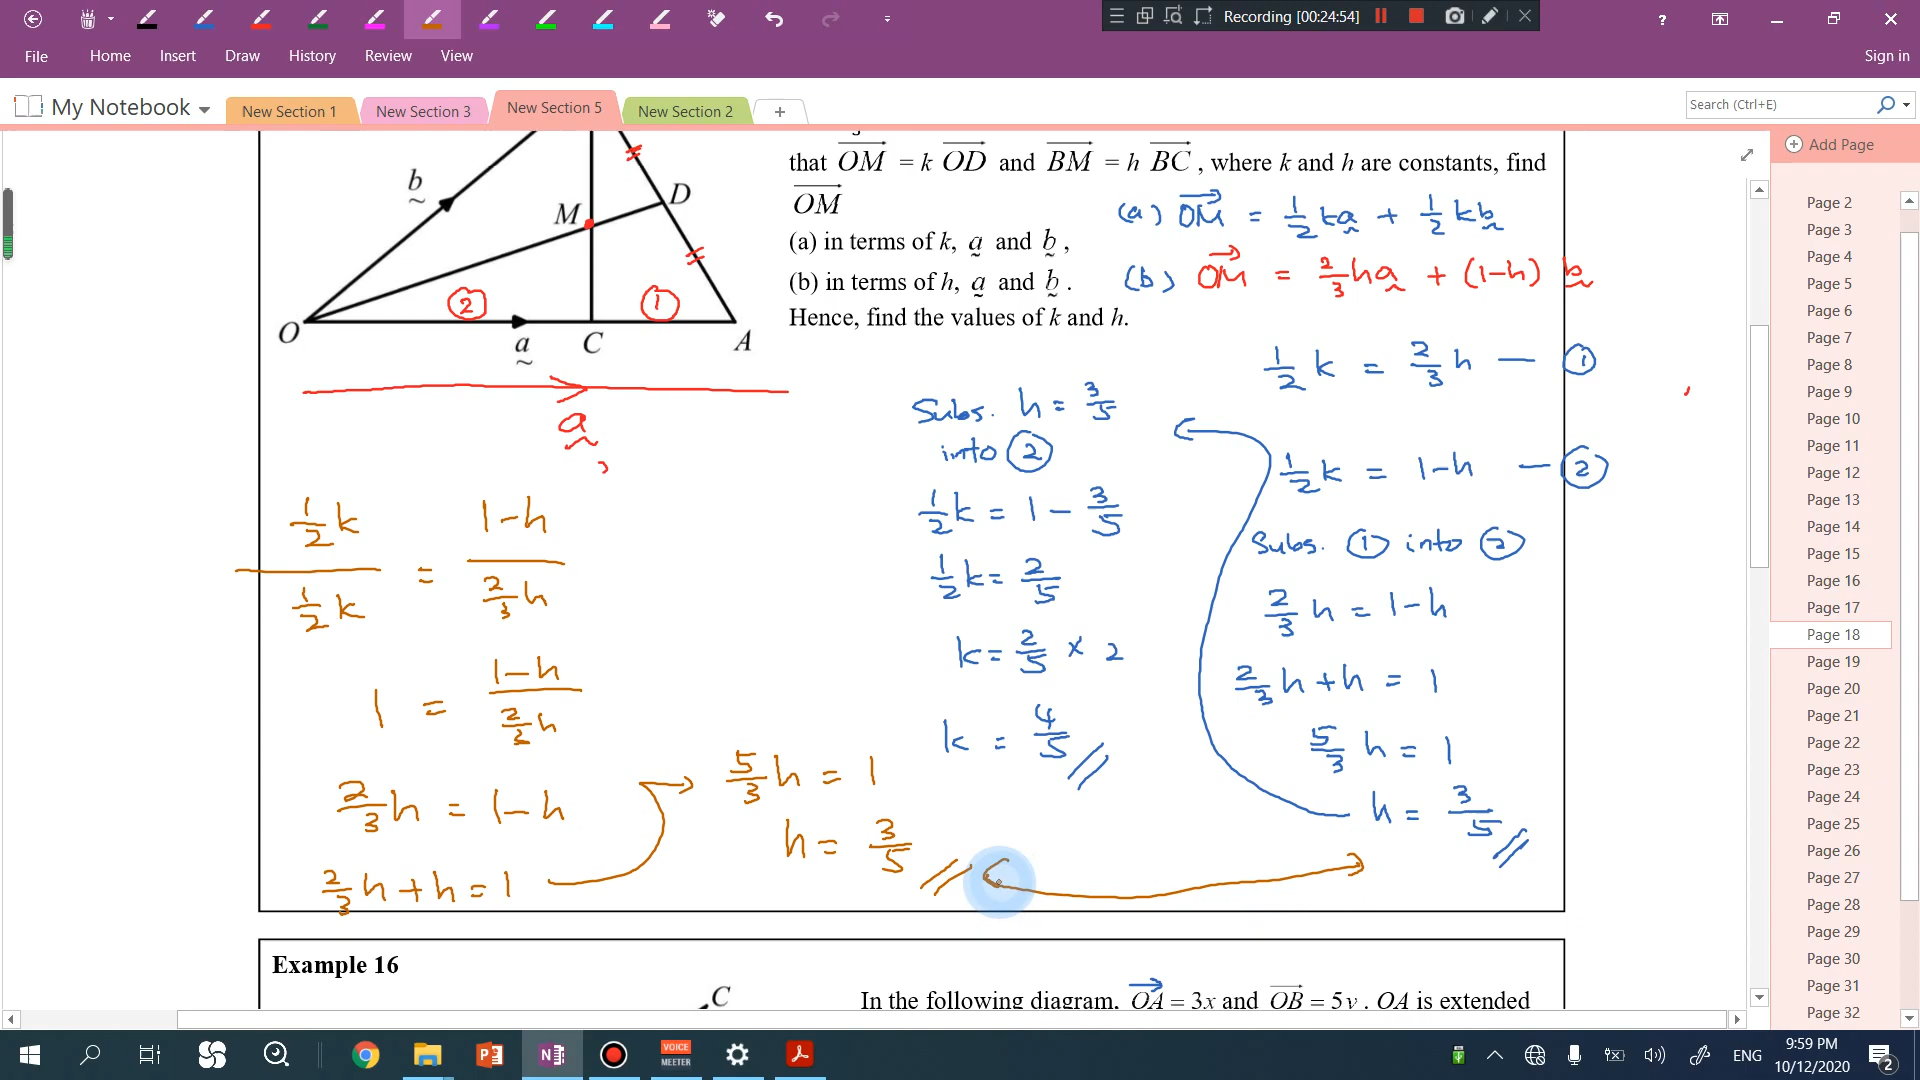 Recording [00:24:54]
File
Home
Insert
Draw
History
Review
View
Sign in
My Notebook
New Section 1
New Section 3
New Section 5
New Section 2
Search (Ctrl+E)
Add Page
Page 2
Page 3
Page 4
Page 5
Page 6
Page 7
Page 8
Page 9
Page 10
Page 11
Page 12
Page 13
Page 14
Page 15
Page 16
Page 17
Page 18
Page 19
Page 20
Page 21
Page 22
Page 23
Page 24
Page 25
Page 26
Page 27
Page 28
Page 29
Page 30
Page 31
Page 32
that OM = k OD and BM = h BC , where k and h are constants, find
OM
(a) in terms of k, a and b ,
(b) in terms of h, a and b .
Hence, find the values of k and h.
b
M
D
O
a
C
A
2
1
a
(a) OM = 1/2 ka + 1/2 kb
(b) OM = 2/3 ha + (1-h) b
1/2 k = 2/3 h — 1
1/2 k = 1-h — 2
Subs. 1 into 2
2/3 h = 1-h
2/3 h + h = 1
5/3 h = 1
h = 3/5
Subs. h = 3/5
into 2
1/2 k = 1 - 3/5
1/2 k = 2/5
k = 2/5 × 2
k = 4/5
1/2 k / 1/2 k = 1-h / 2/3 h
1 = 1-h / 2/3 h
2/3 h = 1-h
2/3 h + h = 1
5/3 h = 1
h = 3/5
Example 16
C
In the following diagram, OA = 3x and OB = 5y . OA is extended
VOICE
MEETER
ENG
9:59 PM
10/12/2020
2